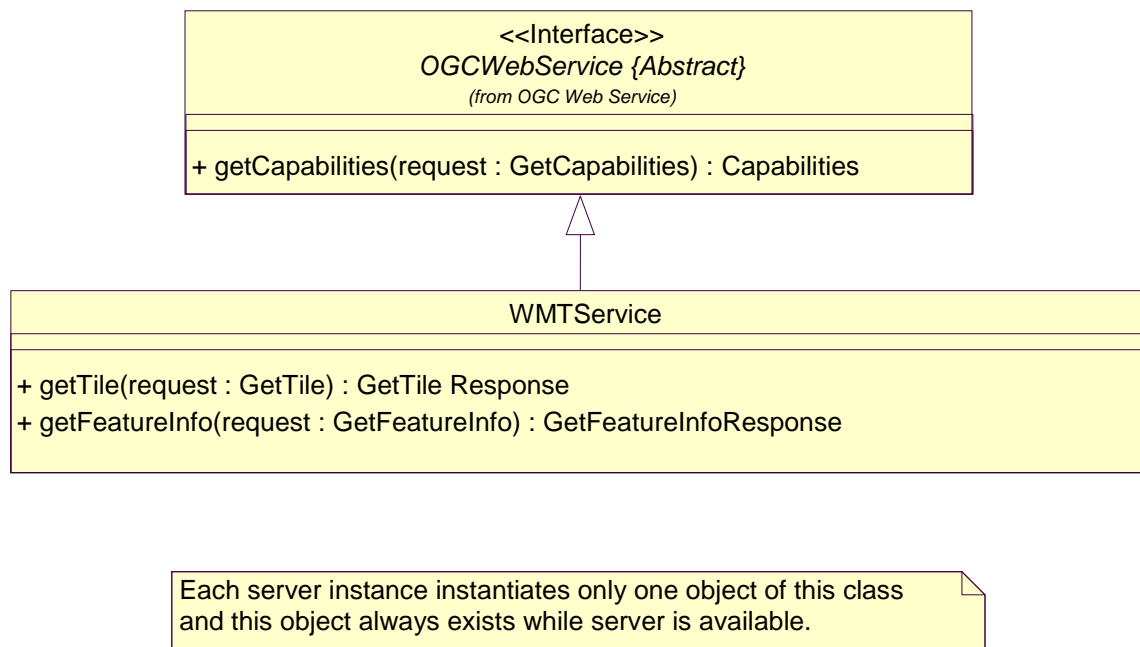 <<Interface>>
OGCWebService {Abstract}
(from OGC Web Service)
+ getCapabilities(request : GetCapabilities) : Capabilities
WMTService
+ getTile(request : GetTile) : GetTile Response
+ getFeatureInfo(request : GetFeatureInfo) : GetFeatureInfoResponse
Each server instance instantiates only one object of this class
and this object always exists while server is available.